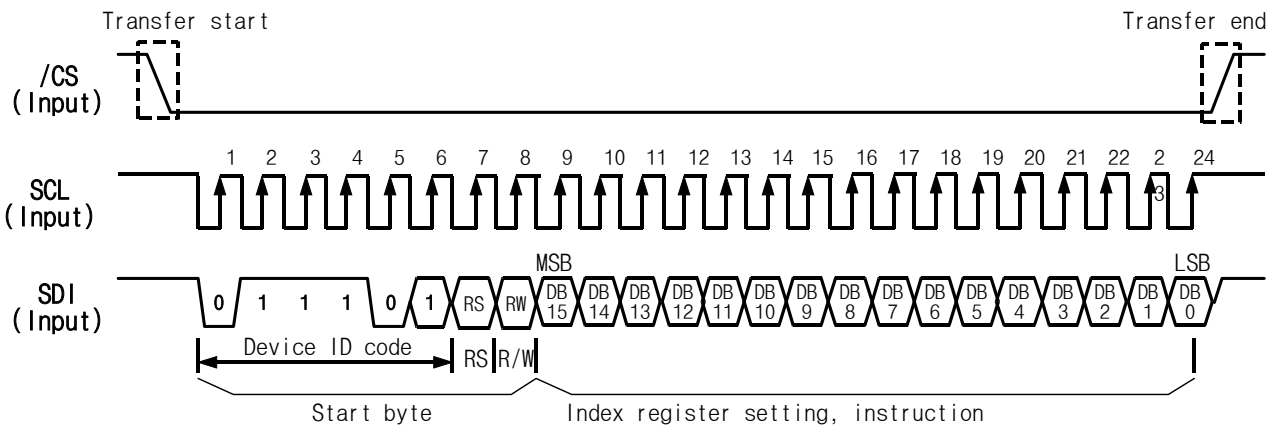 Transfer start Transfer end
/CS
(Input)
1 2 3 4 5 6 7 8 9 10 11 12 13 14 15 16 17 18 19 20 21 22 2 24
3
SCL
(Input)
MSB LSB
SDI
(Input)
0 1 1 1 0 1 RS RW DB DB DB DB DB DB DB DB DB DB DB DB DB DB DB DB
15 14 13 12 11 10 9 8 7 6 5 4 3 2 1 0
Device ID code RS R/W
Start byte Index register setting, instruction